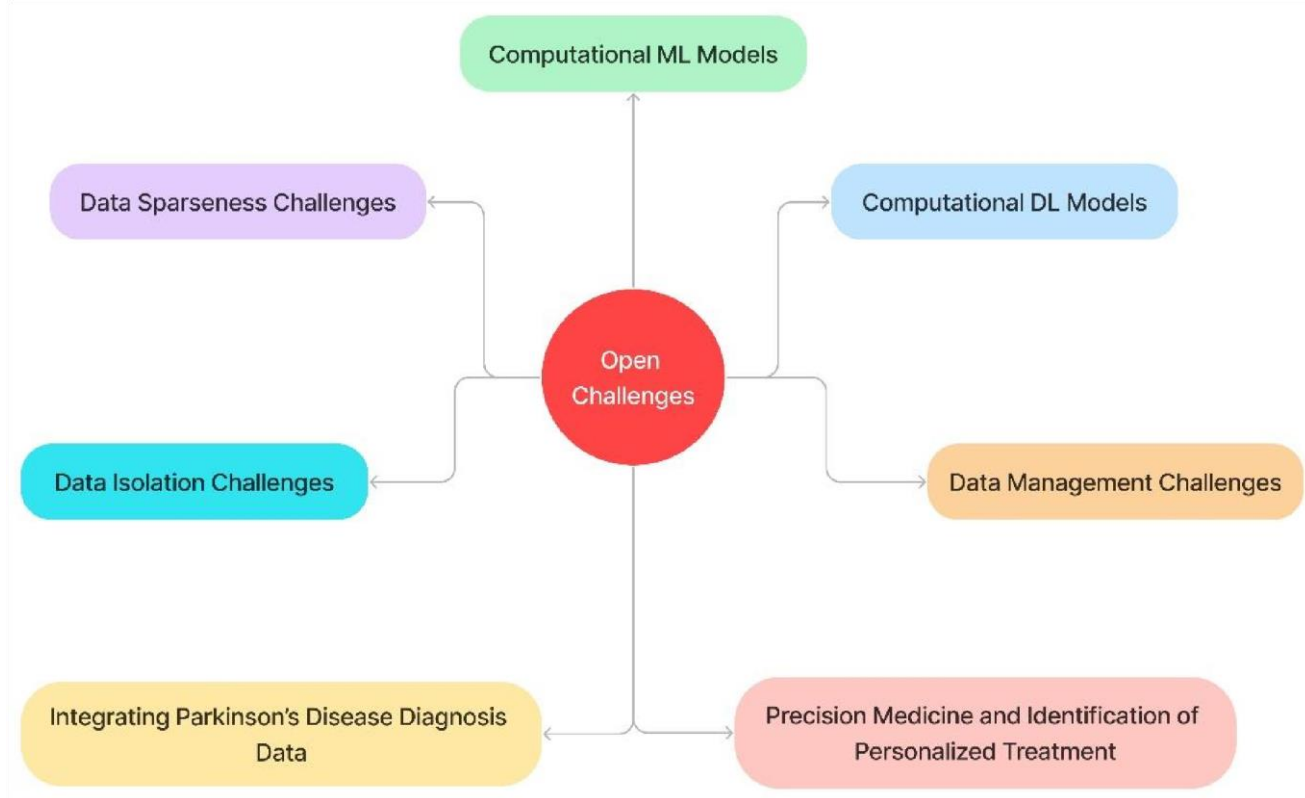 Computational ML Models
Data Sparseness Challenges
Computational DL Models
Open
Challenges
Data Isolation Challenges
Data Management Challenges
Integrating Parkinson’s Disease Diagnosis
Data
Precision Medicine and Identification of
Personalized Treatment